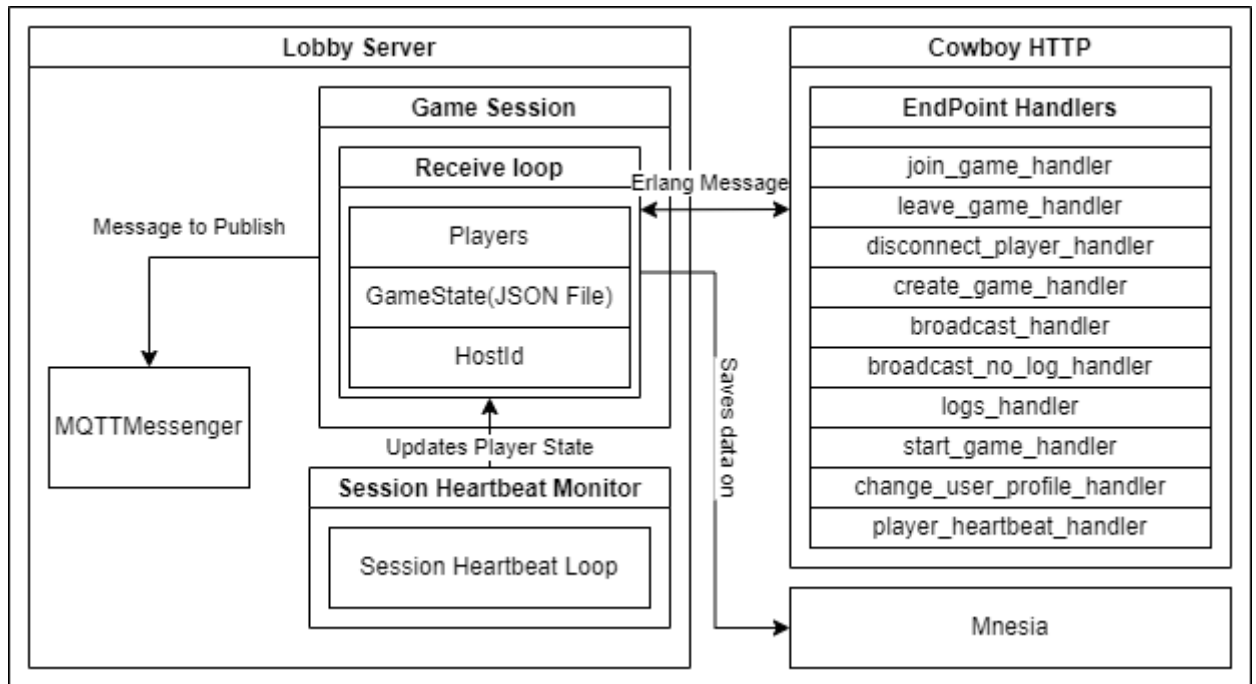 Lobby Server
Game Session
Receive loop
Players
GameState(JSON File)
HostId
Message to Publish
MQTTMessenger
Updates Player State
Session Heartbeat Monitor
Session Heartbeat Loop
Erlang Message
Saves data on
Cowboy HTTP
EndPoint Handlers
join_game_handler
leave_game_handler
disconnect_player_handler
create_game_handler
broadcast_handler
broadcast_no_log_handler
logs_handler
start_game_handler
change_user_profile_handler
player_heartbeat_handler
Mnesia